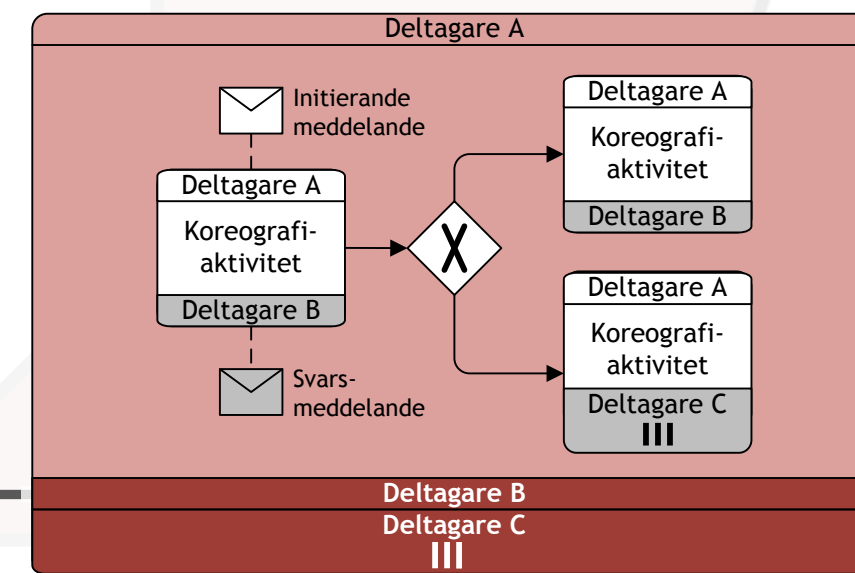 Deltagare A
Initierande
meddelande
Deltagare A
Koreografi-
aktivitet
Deltagare B
Svars-
meddelande
X
Deltagare A
Koreografi-
aktivitet
Deltagare B
Deltagare A
Koreografi-
aktivitet
Deltagare C
Deltagare B
Deltagare C